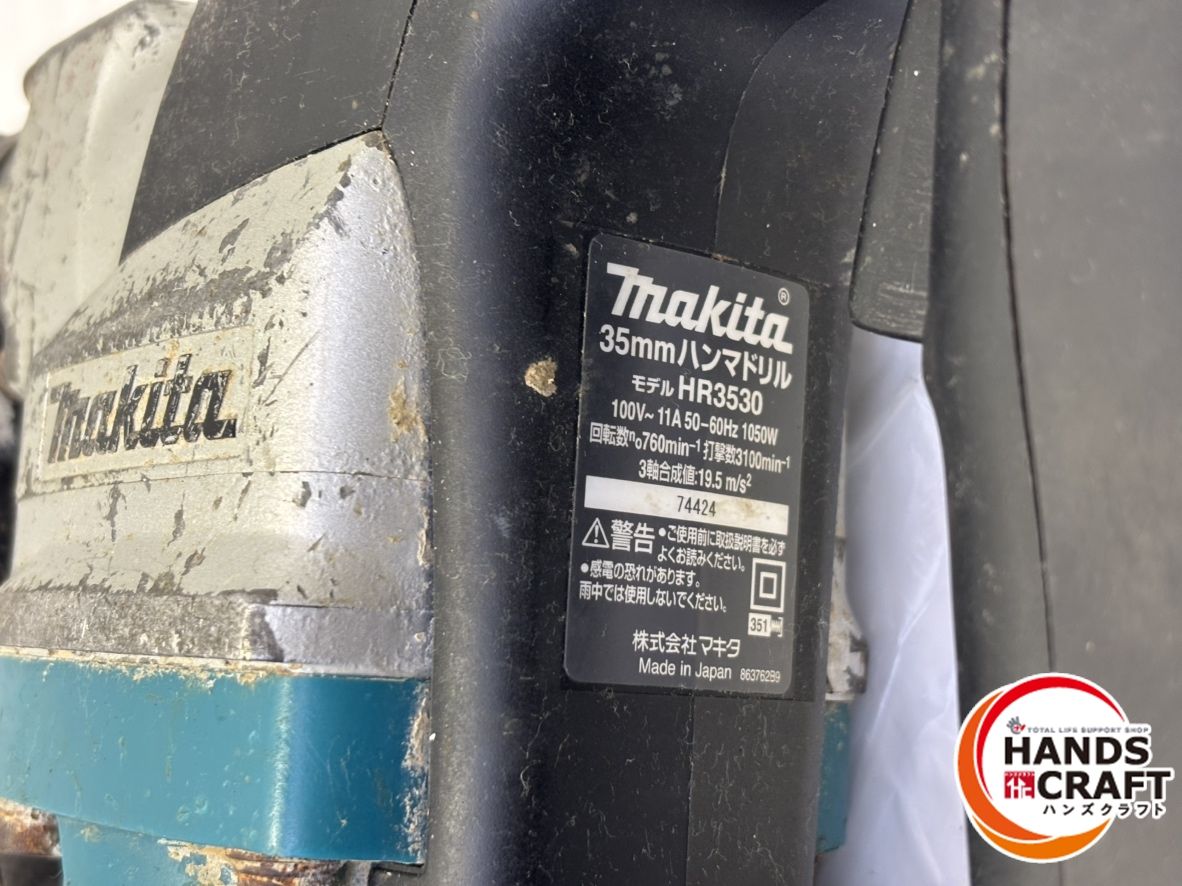 makita
makita®
35mmハンマドリル
モデル HR3530
100V~ 11A 50-60Hz 1050W
回転数n₀760min⁻¹ 打撃数3100min⁻¹
3軸合成値:19.5 m/s²
74424
警告 •ご使用前に取扱説明書を必ず
よくお読みください。
•感電の恐れがあります。
雨中では使用しないでください。
351
株式会社マキタ
Made in Japan 863762B9
TOTAL LIFE SUPPORT SHOP
HANDS
CRAFT
ハンズクラフト